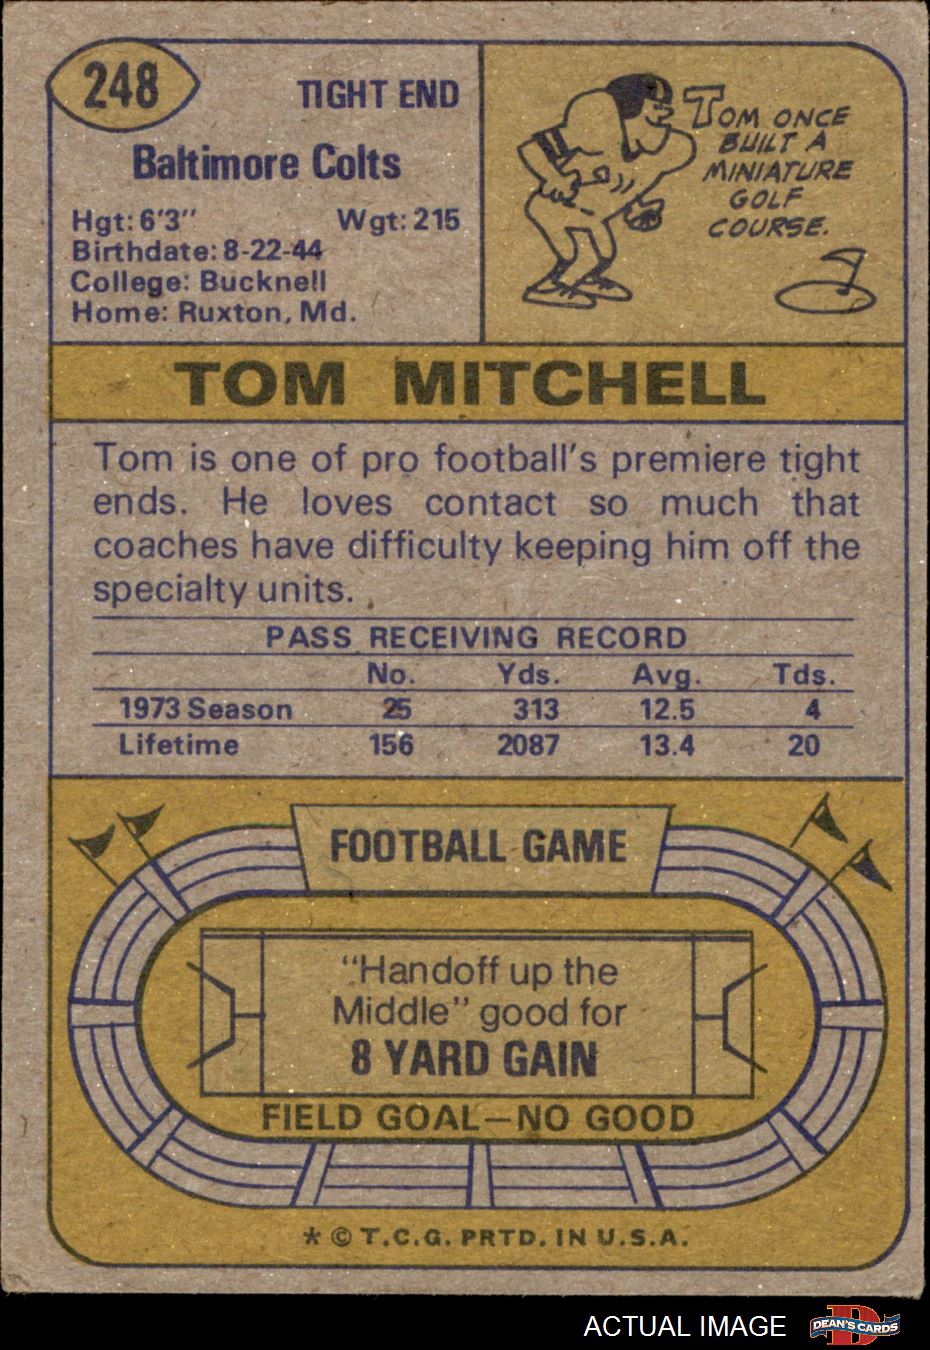 248
TIGHT END
Baltimore Colts
Hgt: 6'3" Wgt: 215
Birthdate: 8-22-44
College: Bucknell
Home: Ruxton, Md.
TOM ONCE
BUILT A
MINIATURE
GOLF
COURSE.
TOM MITCHELL
Tom is one of pro football's premiere tight
ends. He loves contact so much that
coaches have difficulty keeping him off the
specialty units.
PASS RECEIVING RECORD
No. Yds. Avg. Tds.
1973 Season 25 313 12.5 4
Lifetime 156 2087 13.4 20
FOOTBALL GAME
"Handoff up the
Middle" good for
8 YARD GAIN
FIELD GOAL—NO GOOD
* © T.C.G. PRTD. IN U.S.A.
ACTUAL IMAGE
D
DEAN'S CARDS